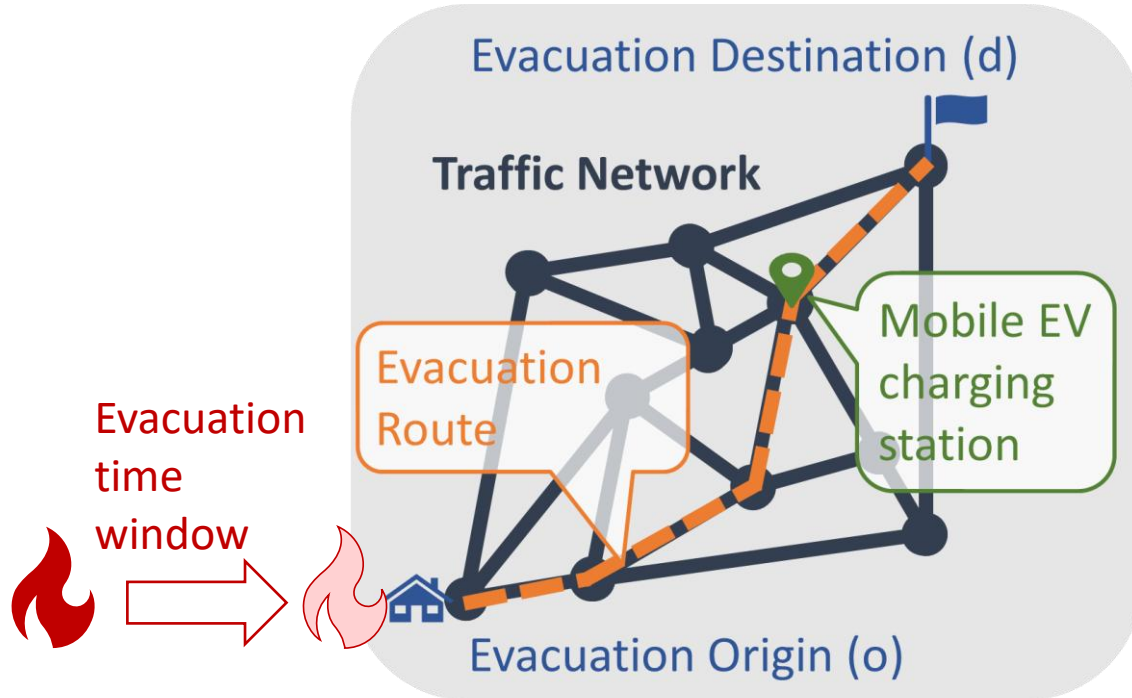 Evacuation Destination (d)
Traffic Network
Mobile EV
charging
station
Evacuation
Route
Evacuation
time
window
Evacuation Origin (o)